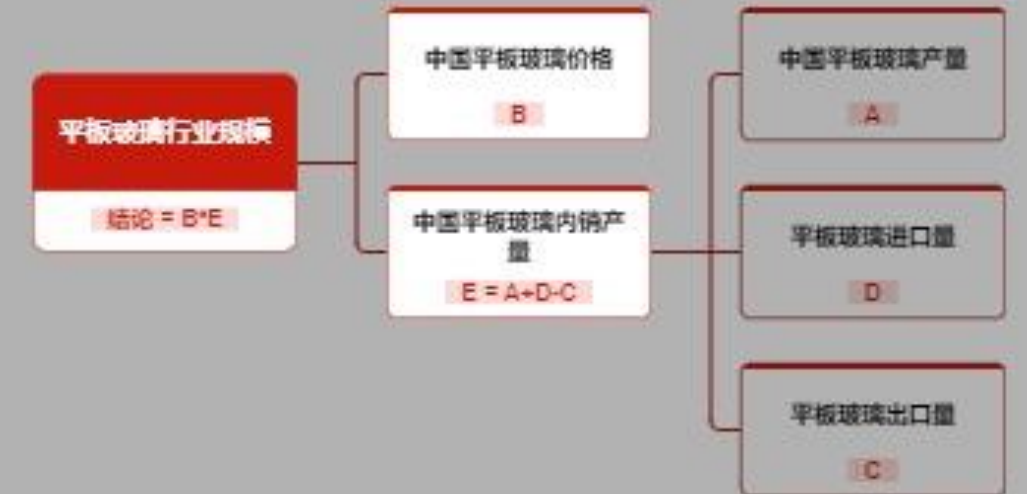 平板玻璃行业规模
结论 = B*E
中国平板玻璃价格
B
中国平板玻璃内销产
量
E = A+D-C
中国平板玻璃产量
A
平板玻璃进口量
D
平板玻璃出口量
C